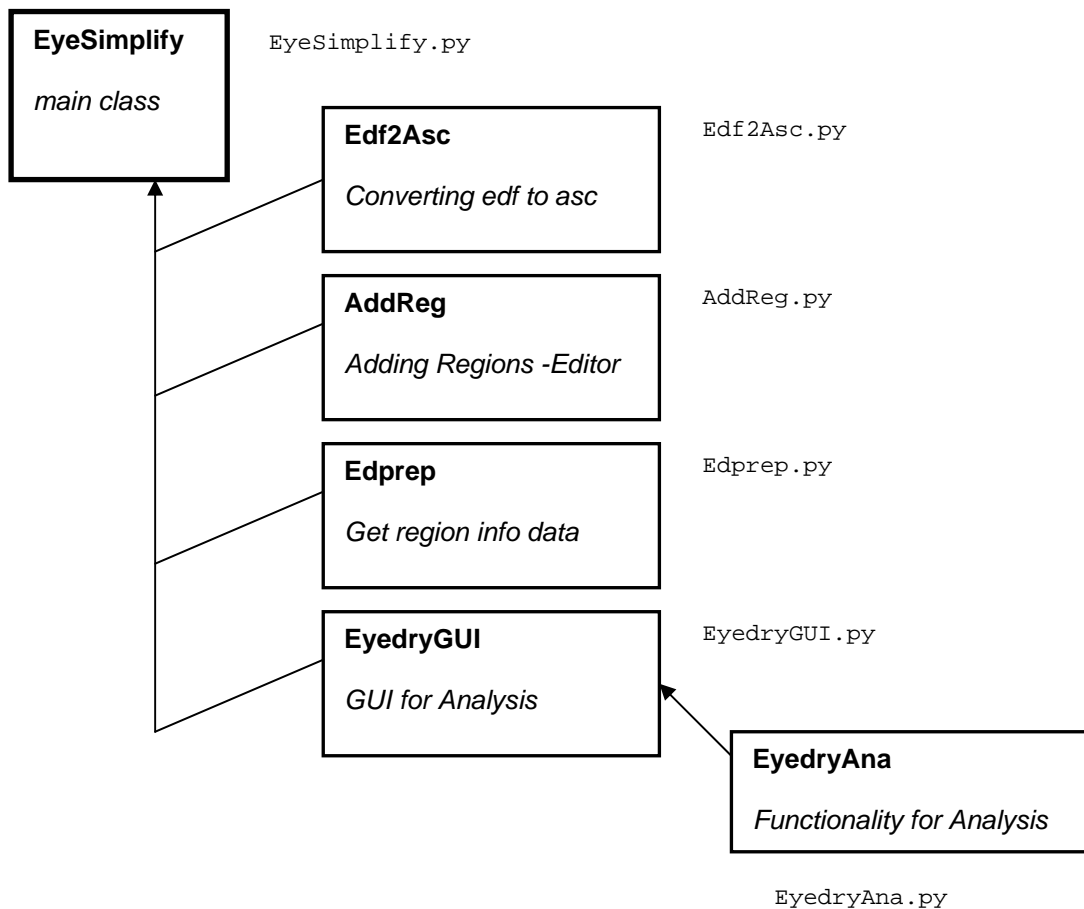 EyeSimplify
EyeSimplify.py
main class
Edf2Asc
Edf2Asc.py
Converting edf to asc
AddReg
AddReg.py
Adding Regions -Editor
Edprep
Edprep.py
Get region info data
EyedryGUI
EyedryGUI.py
GUI for Analysis
EyedryAna
Functionality for Analysis
EyedryAna.py